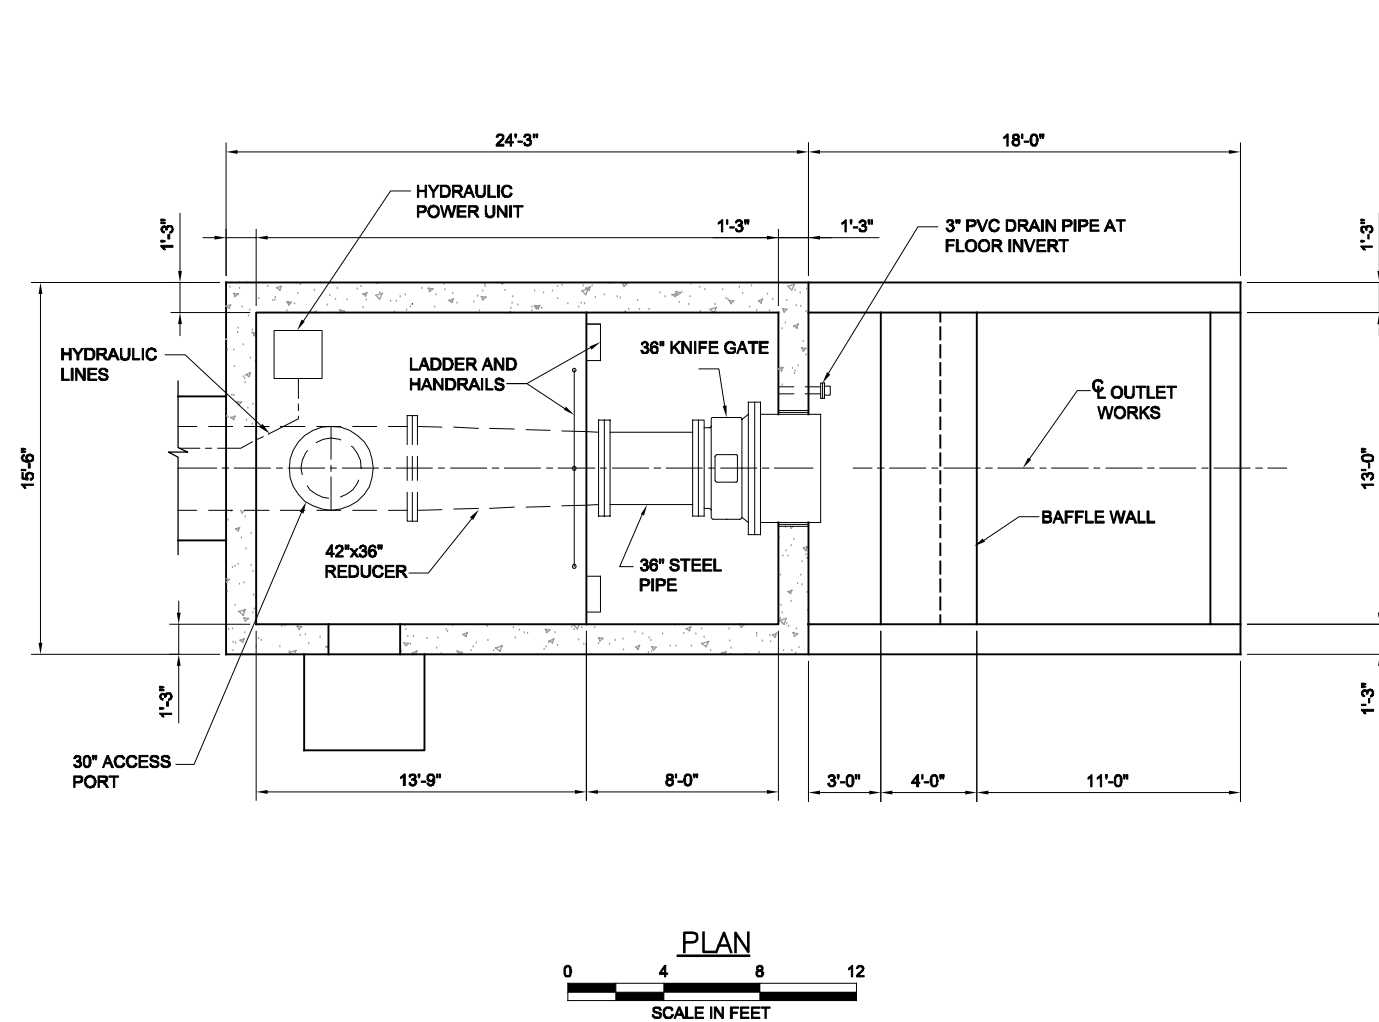 24'-3"
18'-0"
HYDRAULIC
POWER UNIT
1'-3"
1'-3"
1'-3"
3" PVC DRAIN PIPE AT
FLOOR INVERT
1'-3"
HYDRAULIC
LINES
LADDER AND
HANDRAILS
36" KNIFE GATE
℄ OUTLET
WORKS
15'-6"
13'-0"
BAFFLE WALL
42"x36"
REDUCER
36" STEEL
PIPE
1'-3"
1'-3"
30" ACCESS
PORT
13'-9"
8'-0"
3'-0"
4'-0"
11'-0"
PLAN
0 4 8 12
SCALE IN FEET